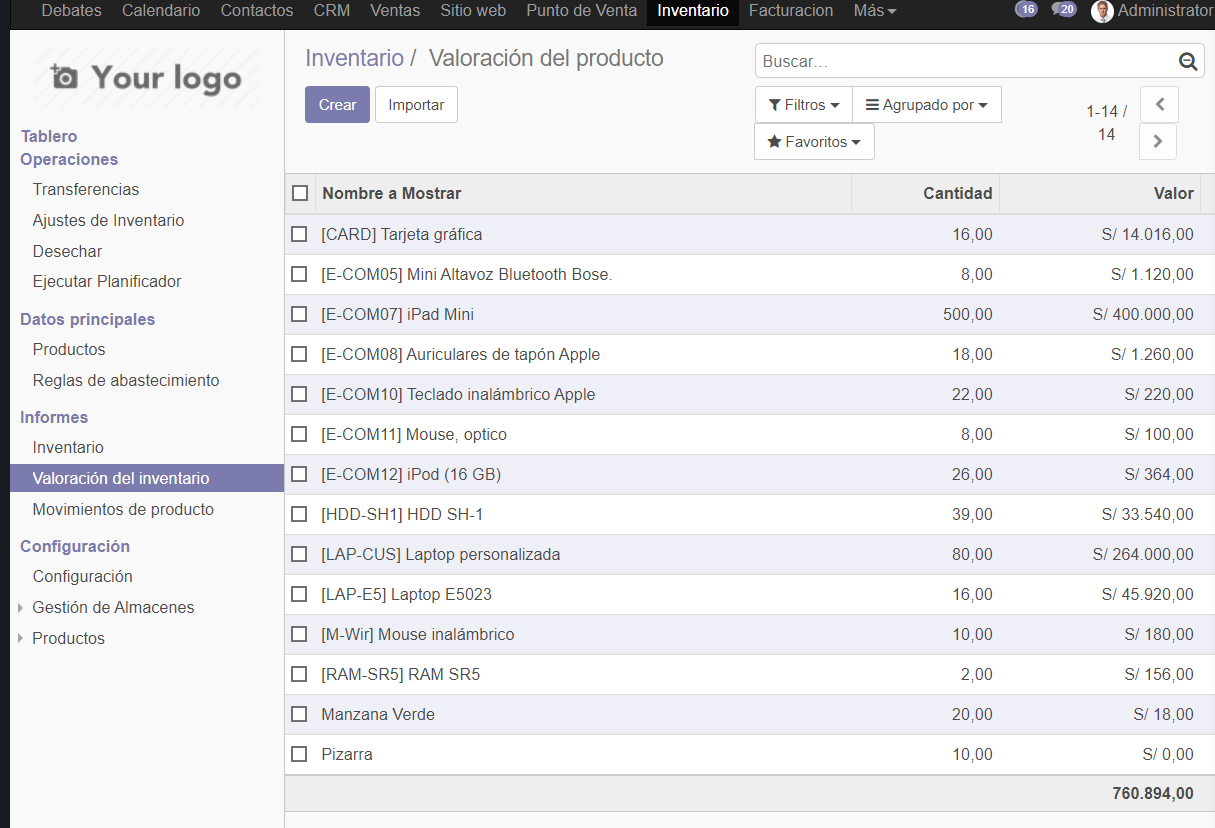 Debates Calendario Contactos CRM Ventas Sitio web Punto de Venta Inventario Facturacion Más 16 20 Administrator
Your logo
Tablero
Operaciones
Transferencias
Ajustes de Inventario
Desechar
Ejecutar Planificador
Datos principales
Productos
Reglas de abastecimiento
Informes
Inventario
Valoración del inventario
Movimientos de producto
Configuración
Configuración
Gestión de Almacenes
Productos
Inventario / Valoración del producto
Buscar...
Crear Importar
Filtros Agrupado por
Favoritos
1-14 /
14
Nombre a Mostrar Cantidad Valor
[CARD] Tarjeta gráfica 16,00 S/ 14.016,00
[E-COM05] Mini Altavoz Bluetooth Bose. 8,00 S/ 1.120,00
[E-COM07] iPad Mini 500,00 S/ 400.000,00
[E-COM08] Auriculares de tapón Apple 18,00 S/ 1.260,00
[E-COM10] Teclado inalámbrico Apple 22,00 S/ 220,00
[E-COM11] Mouse, optico 8,00 S/ 100,00
[E-COM12] iPod (16 GB) 26,00 S/ 364,00
[HDD-SH1] HDD SH-1 39,00 S/ 33.540,00
[LAP-CUS] Laptop personalizada 80,00 S/ 264.000,00
[LAP-E5] Laptop E5023 16,00 S/ 45.920,00
[M-Wir] Mouse inalámbrico 10,00 S/ 180,00
[RAM-SR5] RAM SR5 2,00 S/ 156,00
Manzana Verde 20,00 S/ 18,00
Pizarra 10,00 S/ 0,00
760.894,00